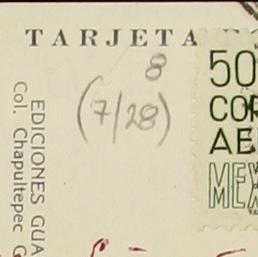 TARJETA
8
(7/28)
50
COR
AE
MEX
EDICIONES GUA
Col. Chapultepec